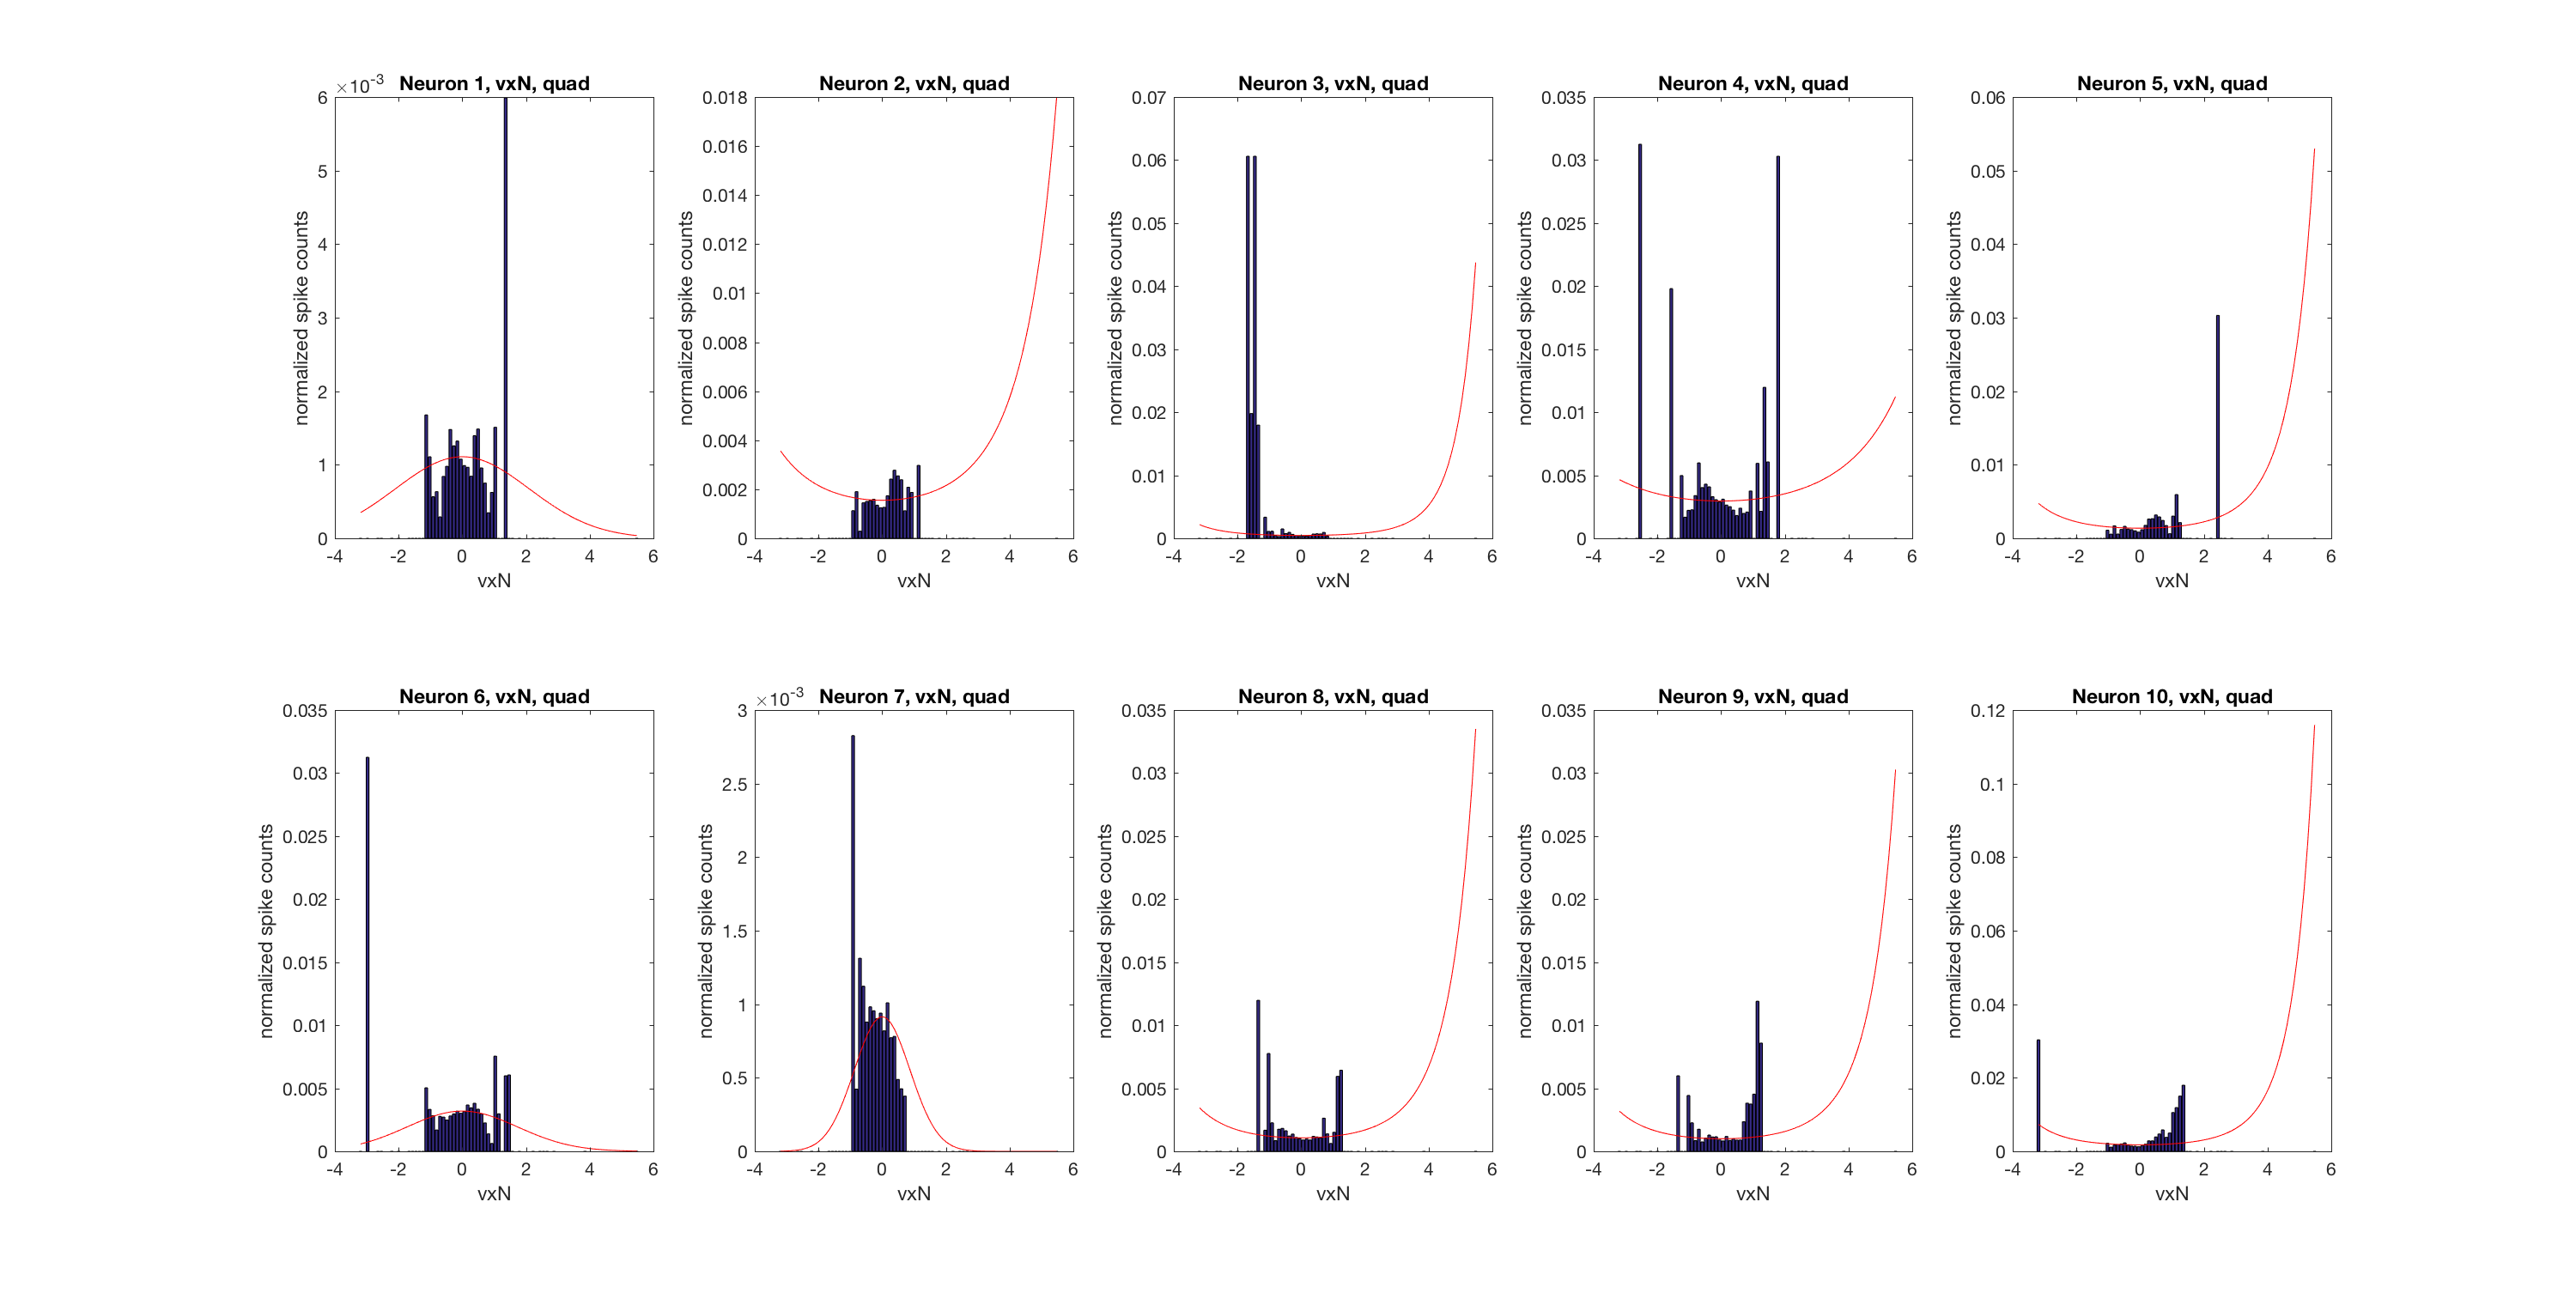 Neuron 1, vxN, quad
×10-3
6
5
4
3
2
1
0
-4 -2 0 2 4 6
normalized spike counts
vxN
Neuron 2, vxN, quad
0.018
0.016
0.014
0.012
0.01
0.008
0.006
0.004
0.002
0
-4 -2 0 2 4 6
normalized spike counts
vxN
Neuron 3, vxN, quad
0.07
0.06
0.05
0.04
0.03
0.02
0.01
0
-4 -2 0 2 4 6
normalized spike counts
vxN
Neuron 4, vxN, quad
0.035
0.03
0.025
0.02
0.015
0.01
0.005
0
-4 -2 0 2 4 6
normalized spike counts
vxN
Neuron 5, vxN, quad
0.06
0.05
0.04
0.03
0.02
0.01
0
-4 -2 0 2 4 6
normalized spike counts
vxN
Neuron 6, vxN, quad
0.035
0.03
0.025
0.02
0.015
0.01
0.005
0
-4 -2 0 2 4 6
normalized spike counts
vxN
Neuron 7, vxN, quad
×10-3
3
2.5
2
1.5
1
0.5
0
-4 -2 0 2 4 6
normalized spike counts
vxN
Neuron 8, vxN, quad
0.035
0.03
0.025
0.02
0.015
0.01
0.005
0
-4 -2 0 2 4 6
normalized spike counts
vxN
Neuron 9, vxN, quad
0.035
0.03
0.025
0.02
0.015
0.01
0.005
0
-4 -2 0 2 4 6
normalized spike counts
vxN
Neuron 10, vxN, quad
0.12
0.1
0.08
0.06
0.04
0.02
0
-4 -2 0 2 4 6
normalized spike counts
vxN